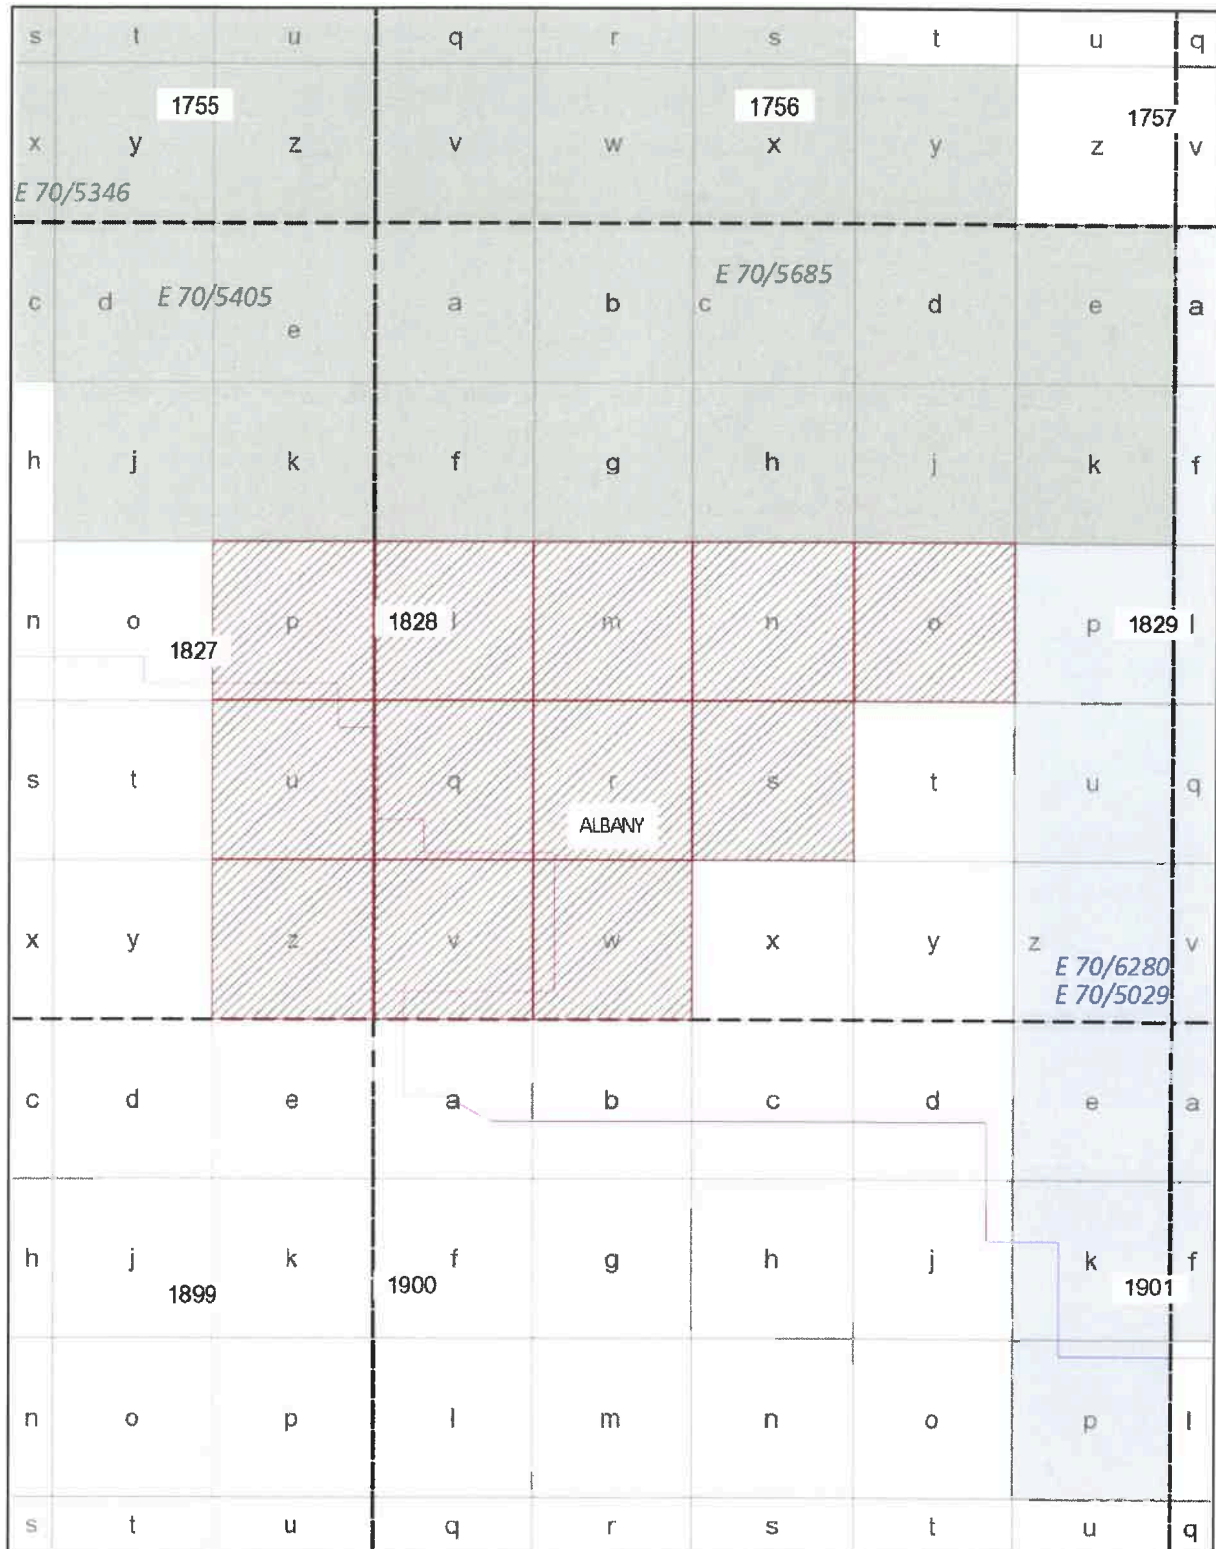 s t u q r s t u q
1755 1756 1757
x y z v w x y z v
E 70/5346
E 70/5405 E 70/5685
c d e a b c d e a
h j k f g h j k f
n o p 1828 l m n o p 1829 l
1827
s t u q r s t u q
ALBANY
x y z v w x y z v
E 70/6280
E 70/5029
c d e a b c d e a
h j k f g h j k f
1899 1900 1901
n o p l m n o p l
s t u q r s t u q